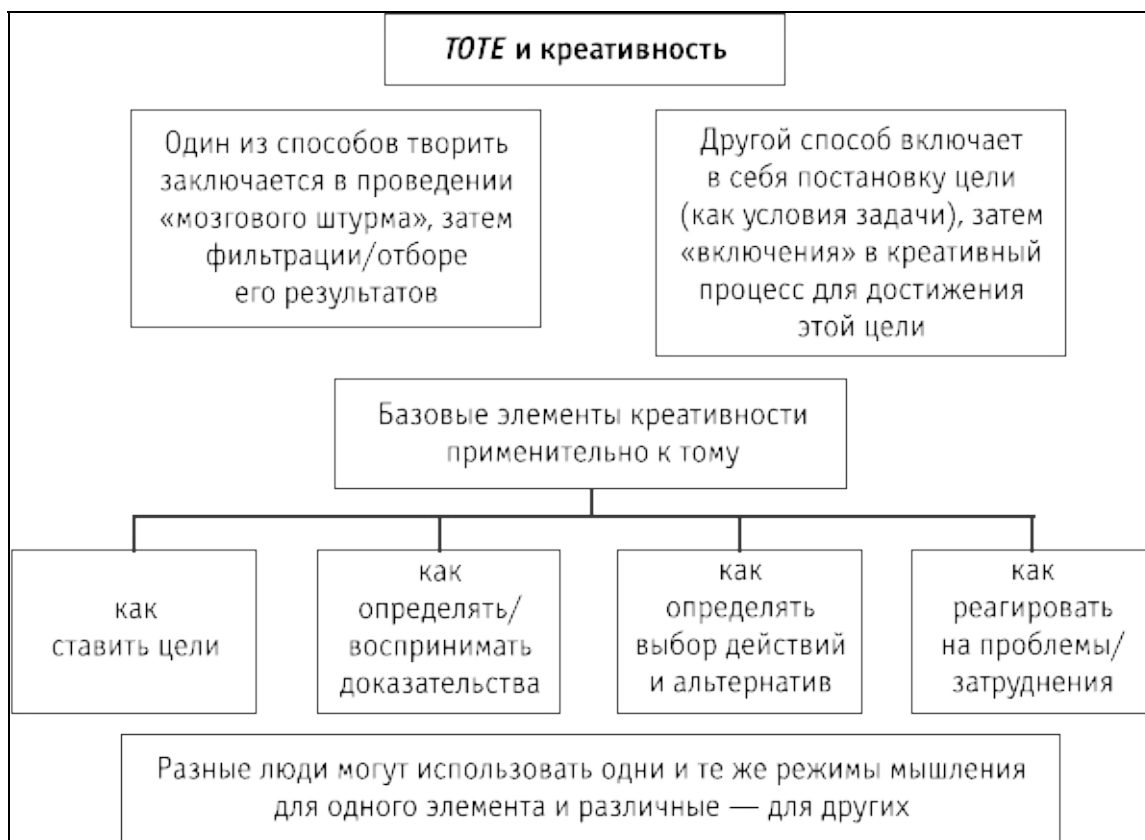 TOTE и креативность
Один из способов творить
заключается в проведении
«мозгового штурма», затем
фильтрации/отборе
его результатов
Другой способ включает
в себя постановку цели
(как условия задачи), затем
«включения» в креативный
процесс для достижения
этой цели
Базовые элементы креативности
применительно к тому
как
ставить цели
как
определять/
воспринимать
доказательства
как
определять
выбор действий
и альтернатив
как
реагировать
на проблемы/
затруднения
Разные люди могут использовать одни и те же режимы мышления
для одного элемента и различные — для других